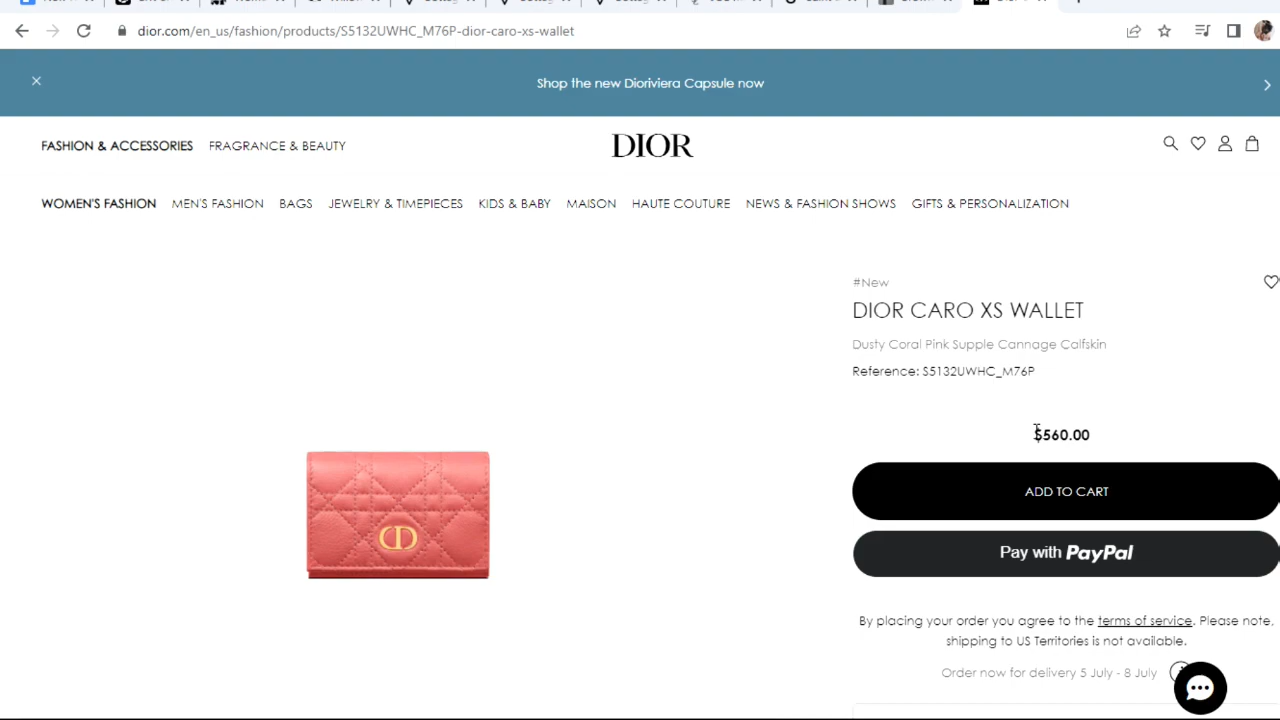 dior.com/en_us/fashion/products/S5132UWHC_M76P-dior-caro-xs-wallet
Shop the new Dioriviera Capsule now
FASHION & ACCESSORIES FRAGRANCE & BEAUTY
DIOR
WOMEN'S FASHION MEN'S FASHION BAGS JEWELRY & TIMEPIECES KIDS & BABY MAISON HAUTE COUTURE NEWS & FASHION SHOWS GIFTS & PERSONALIZATION
#New
DIOR CARO XS WALLET
Dusty Coral Pink Supple Cannage Calfskin
Reference: S5132UWHC_M76P
$560.00
ADD TO CART
Pay with PayPal
By placing your order you agree to the terms of service. Please note,
shipping to US Territories is not available.
Order now for delivery 5 July - 8 July
CD